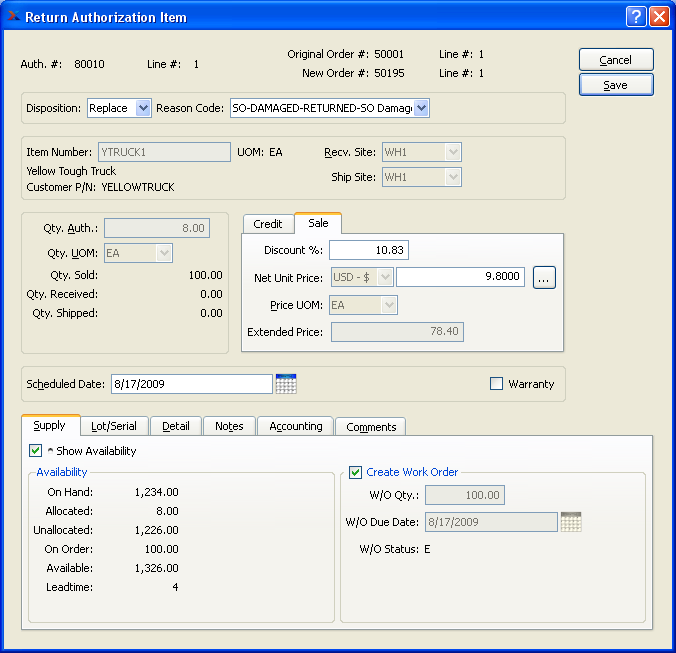 Return Authorization Item
Auth. #: 80010 Line #: 1 Original Order #: 50001 Line #: 1
New Order #: 50195 Line #: 1
Cancel
Save
Disposition: Replace Reason Code: SO-DAMAGED-RETURNED-SO Damag
Item Number: YTRUCK1 UOM: EA Recv. Site: WH1
Yellow Tough Truck
Customer P/N: YELLOWTRUCK Ship Site: WH1
Qty. Auth.: 8.00
Qty. UOM: EA
Qty. Sold: 100.00
Qty. Received: 0.00
Qty. Shipped: 0.00
Credit Sale
Discount %: 10.83
Net Unit Price: USD - $ 9.8000 ...
Price UOM: EA
Extended Price: 78.40
Scheduled Date: 8/17/2009 Warranty
Supply Lot/Serial Detail Notes Accounting Comments
^ Show Availability
Availability
On Hand: 1,234.00
Allocated: 8.00
Unallocated: 1,226.00
On Order: 100.00
Available: 1,326.00
Leadtime: 4
Create Work Order
W/O Qty.: 100.00
W/O Due Date: 8/17/2009
W/O Status: E